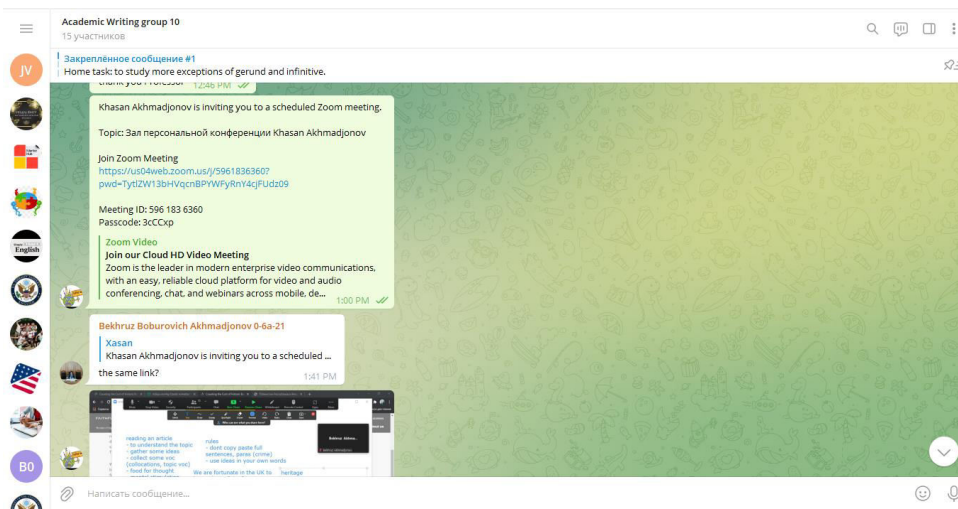 Academic Writing group 10
15 участников
Закреплённое сообщение #1
Home task: to study more exceptions of gerund and infinitive.
JV
thank you Professor 12:46 PM
Khasan Akhmadjonov is inviting you to a scheduled Zoom meeting.
Topic: Зал персональной конференции Khasan Akhmadjonov
Join Zoom Meeting
https://us04web.zoom.us/j/5961836360?
pwd=TytlZW13bHVqcnBPYWFyRnY4cjFUdz09
Meeting ID: 596 183 6360
Passcode: 3cCCxp
Zoom Video
Join our Cloud HD Video Meeting
Zoom is the leader in modern enterprise video communications,
with an easy, reliable cloud platform for video and audio
conferencing, chat, and webinars across mobile, de...
1:00 PM
English
Bekhruz Boburovich Akhmadjonov 0-6a-21
Xasan
Khasan Akhmadjonov is inviting you to a scheduled ...
the same link?
1:41 PM
reading an article
- to understand the topic
- gather some ideas
- collect some voc
(collocations, topic voc)
- food for thought
rules
- dont copy paste full
sentences, paras (crime)
- use ideas in your own words
We are fortunate in the UK to
heritage
B0
Написать сообщение...